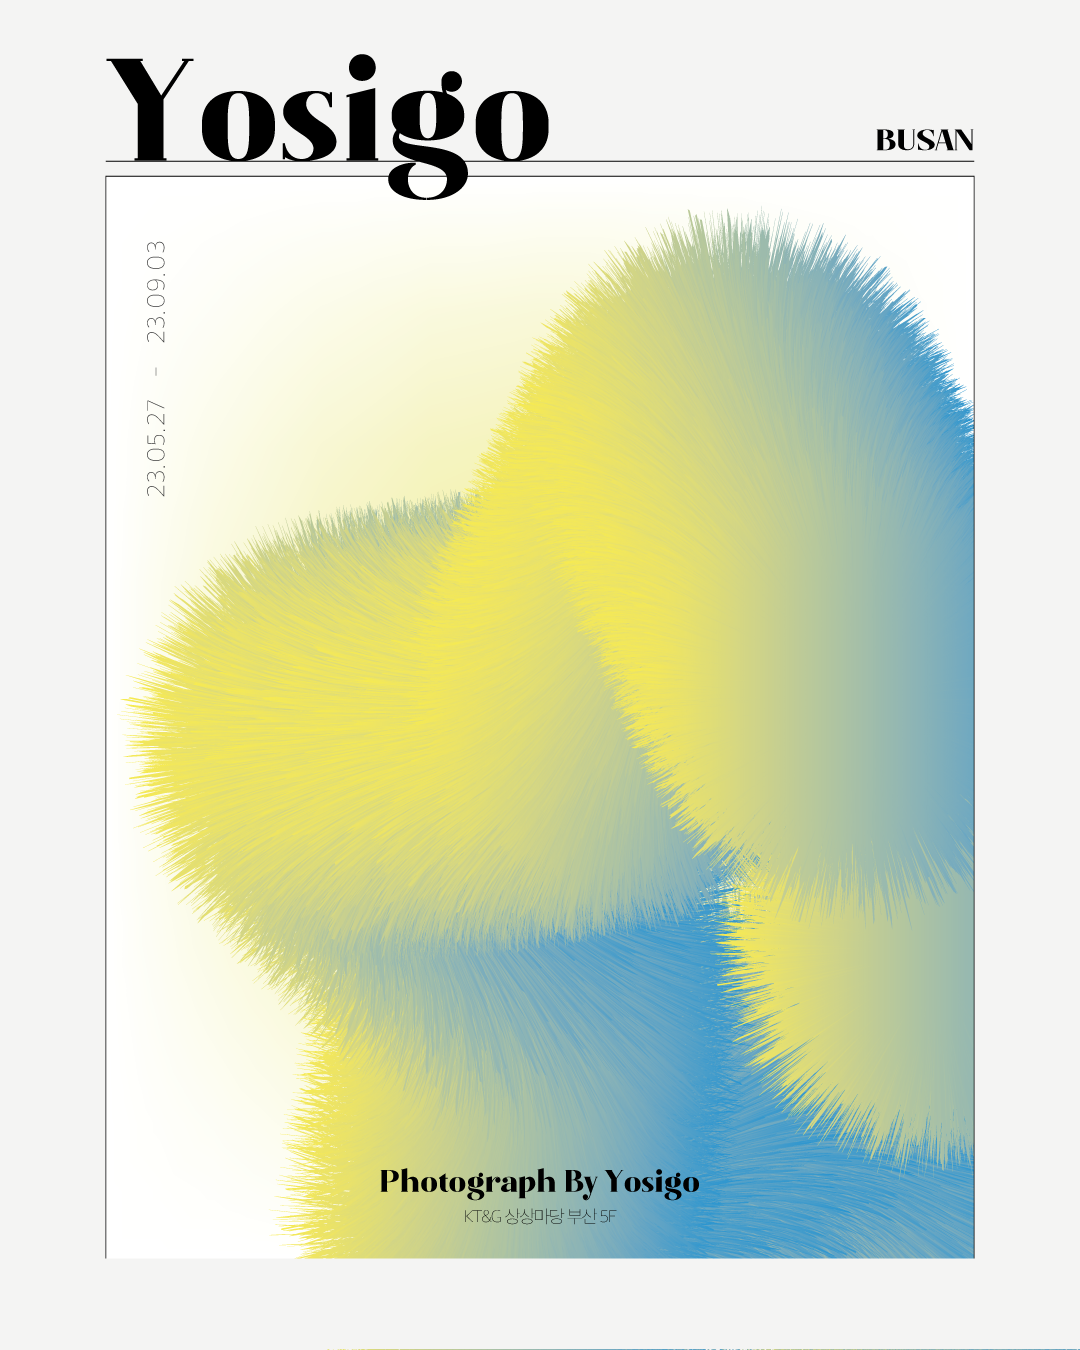 Yosigo
BUSAN
23.05.27 - 23.09.03
Photograph By Yosigo
KT&G 상상마당 부산 5F